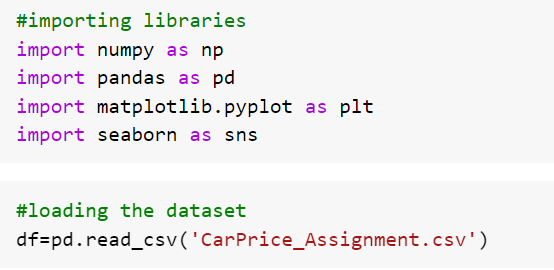 #importing libraries
import numpy as np
import pandas as pd
import matplotlib.pyplot as plt
import seaborn as sns
#loading the dataset
df=pd.read_csv('CarPrice_Assignment.csv')